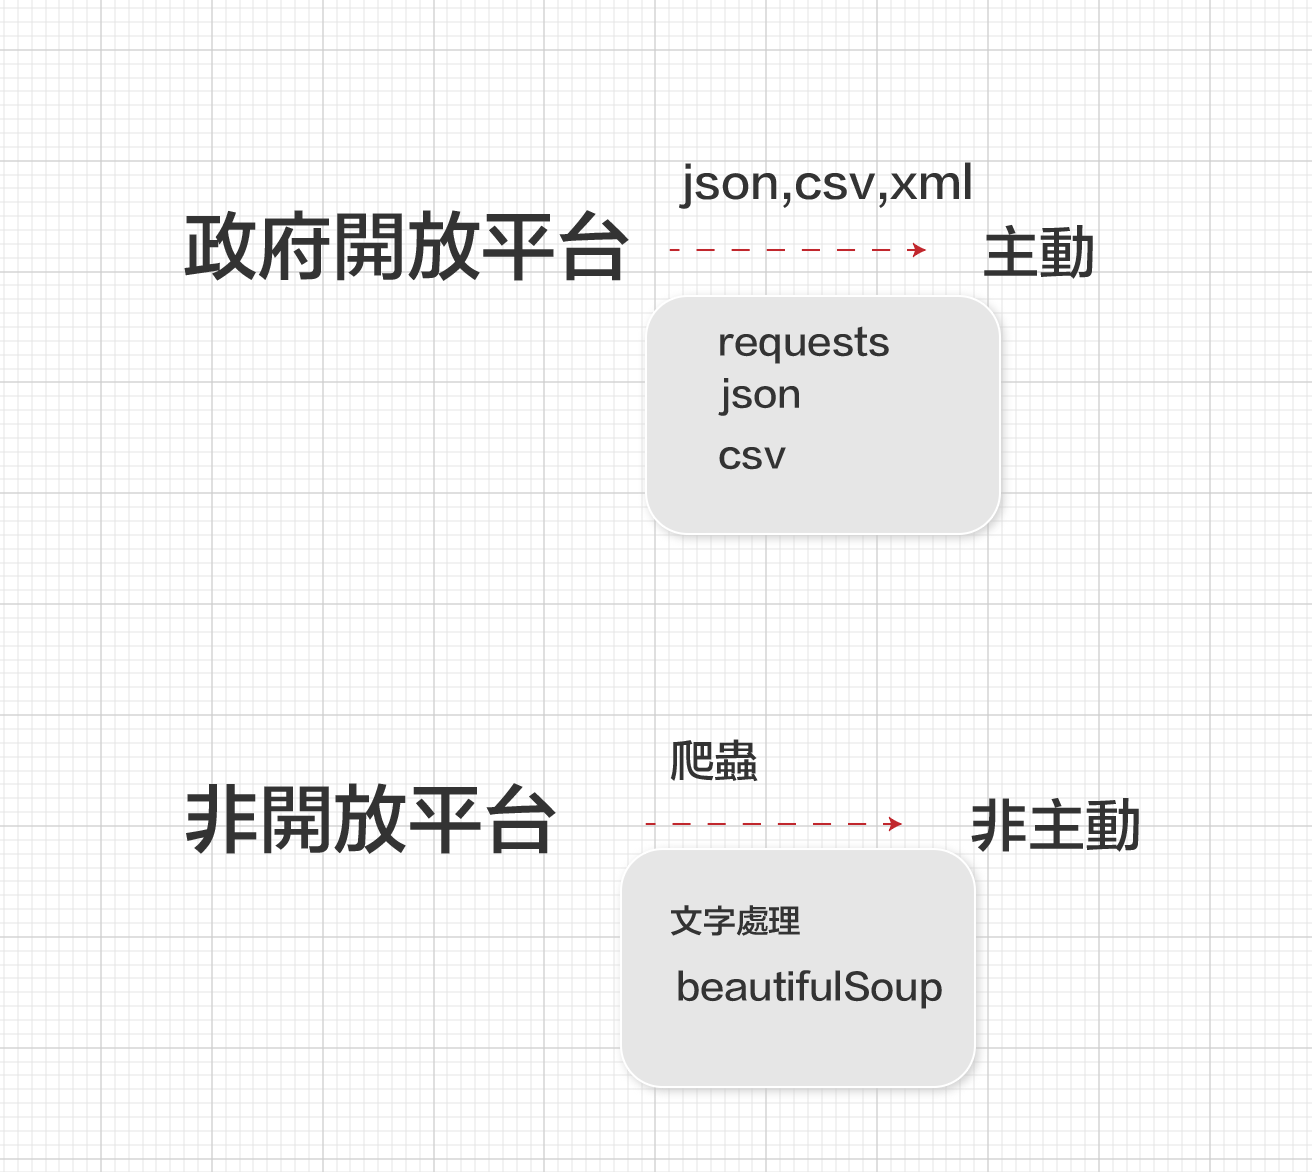 json,csv,xml
政府開放平台
主動
requests
json
csv
爬蟲
非開放平台
非主動
文字處理
beautifulSoup